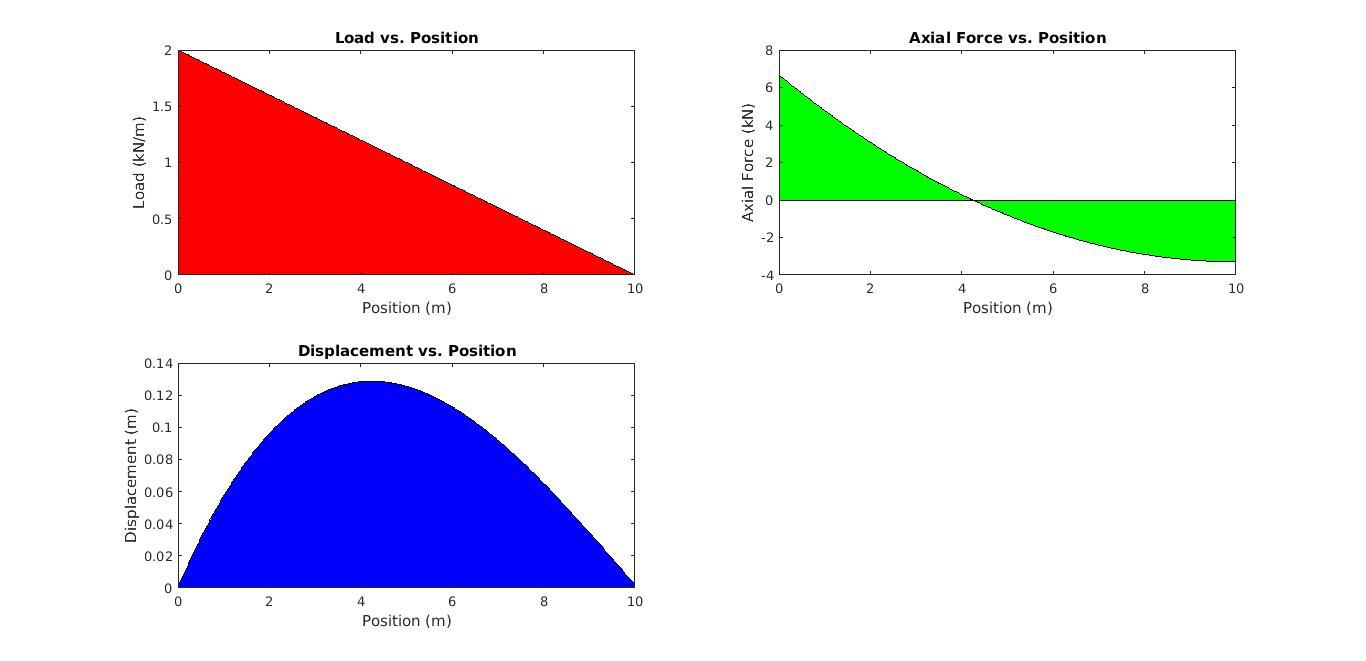 Load vs. Position
2
1.5
1
0.5
0
Load (kN/m)
0 2 4 6 8 10
Position (m)
Axial Force vs. Position
8
6
4
2
0
-2
-4
Axial Force (kN)
0 2 4 6 8 10
Position (m)
Displacement vs. Position
0.14
0.12
0.1
0.08
0.06
0.04
0.02
0
Displacement (m)
0 2 4 6 8 10
Position (m)